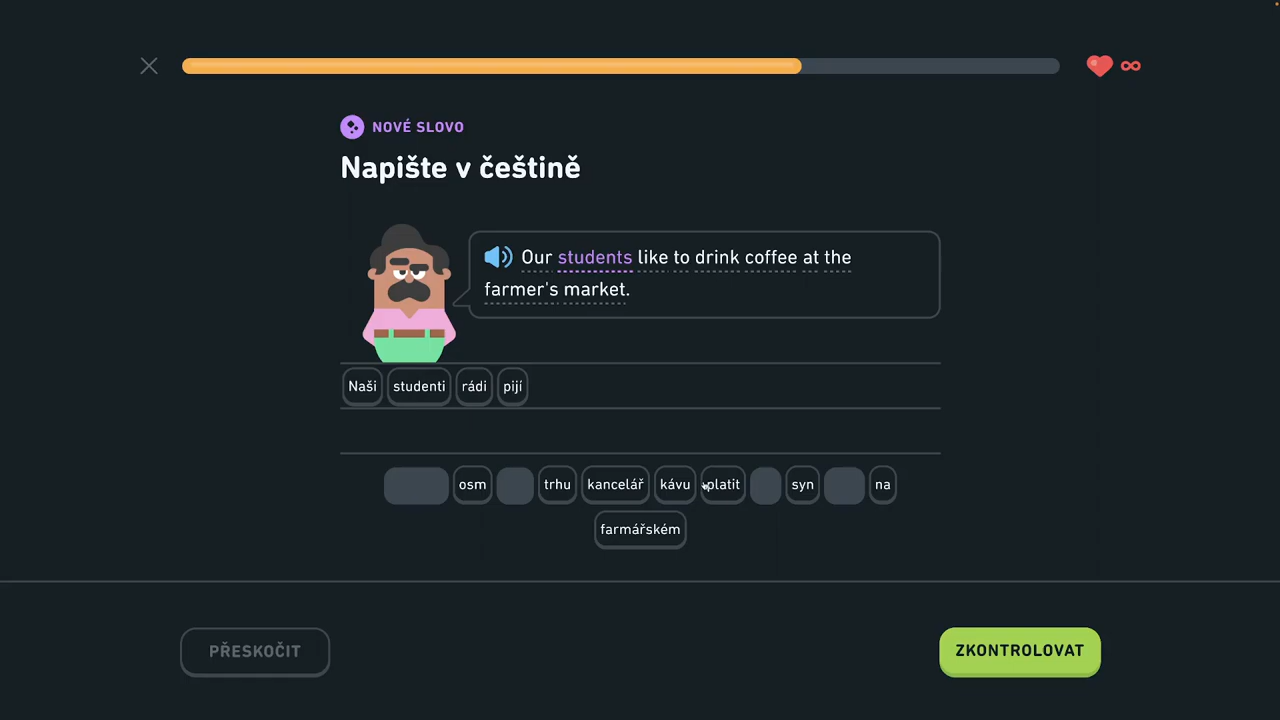 NOVÉ SLOVO
Napište v češtině
Our students like to drink coffee at the
farmer's market.
Naši studenti rádi pijí
osm trhu kancelář kávu platit syn na
farmářském
PŘESKOČIT ZKONTROLOVAT